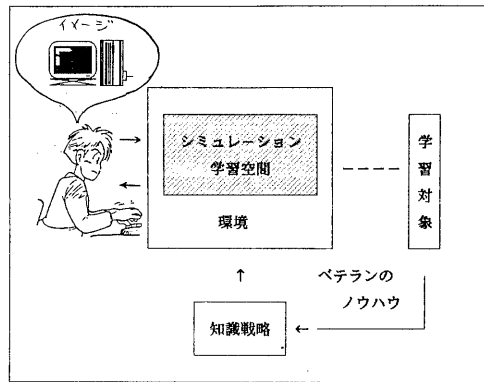 イメージ
シミュレーション
学習空間
環境
学習対象
ベテランの
ノウハウ
知識戦略